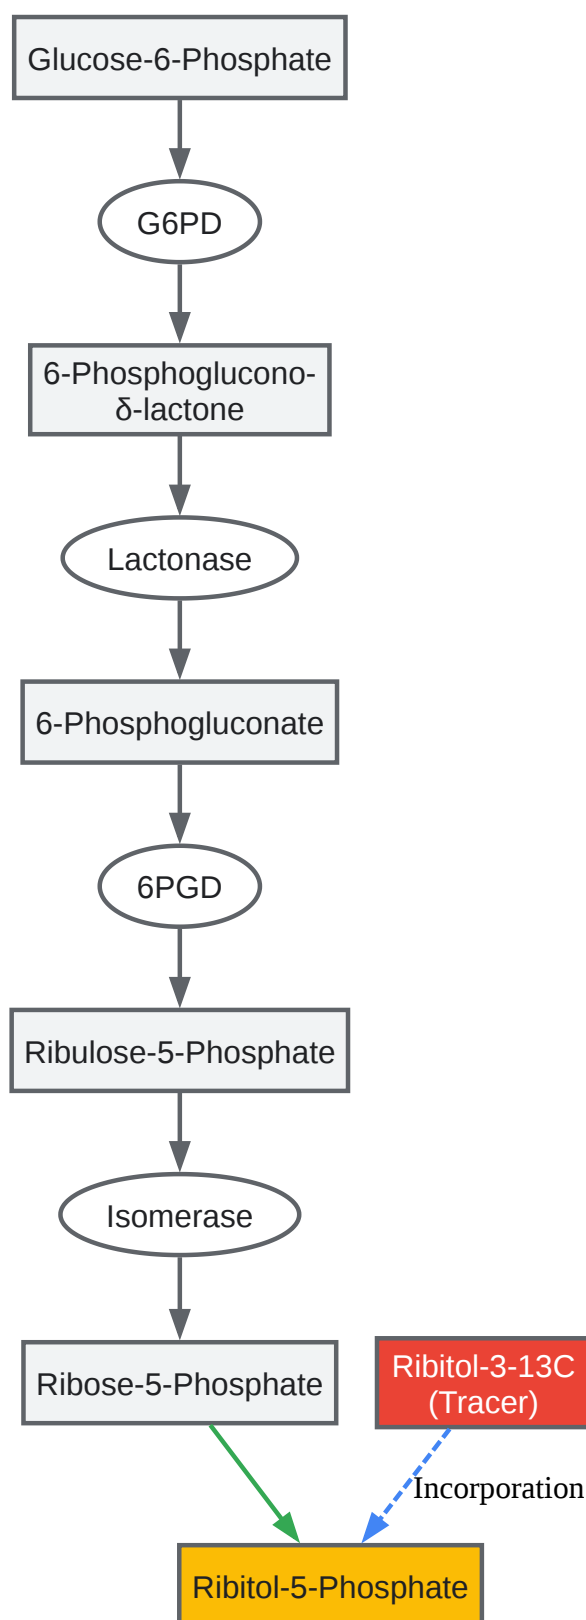 Glucose-6-Phosphate
G6PD
6-Phosphoglucono-
δ-lactone
Lactonase
6-Phosphogluconate
6PGD
Ribulose-5-Phosphate
Isomerase
Ribose-5-Phosphate
Ribitol-3-13C
(Tracer)
Incorporation
Ribitol-5-Phosphate